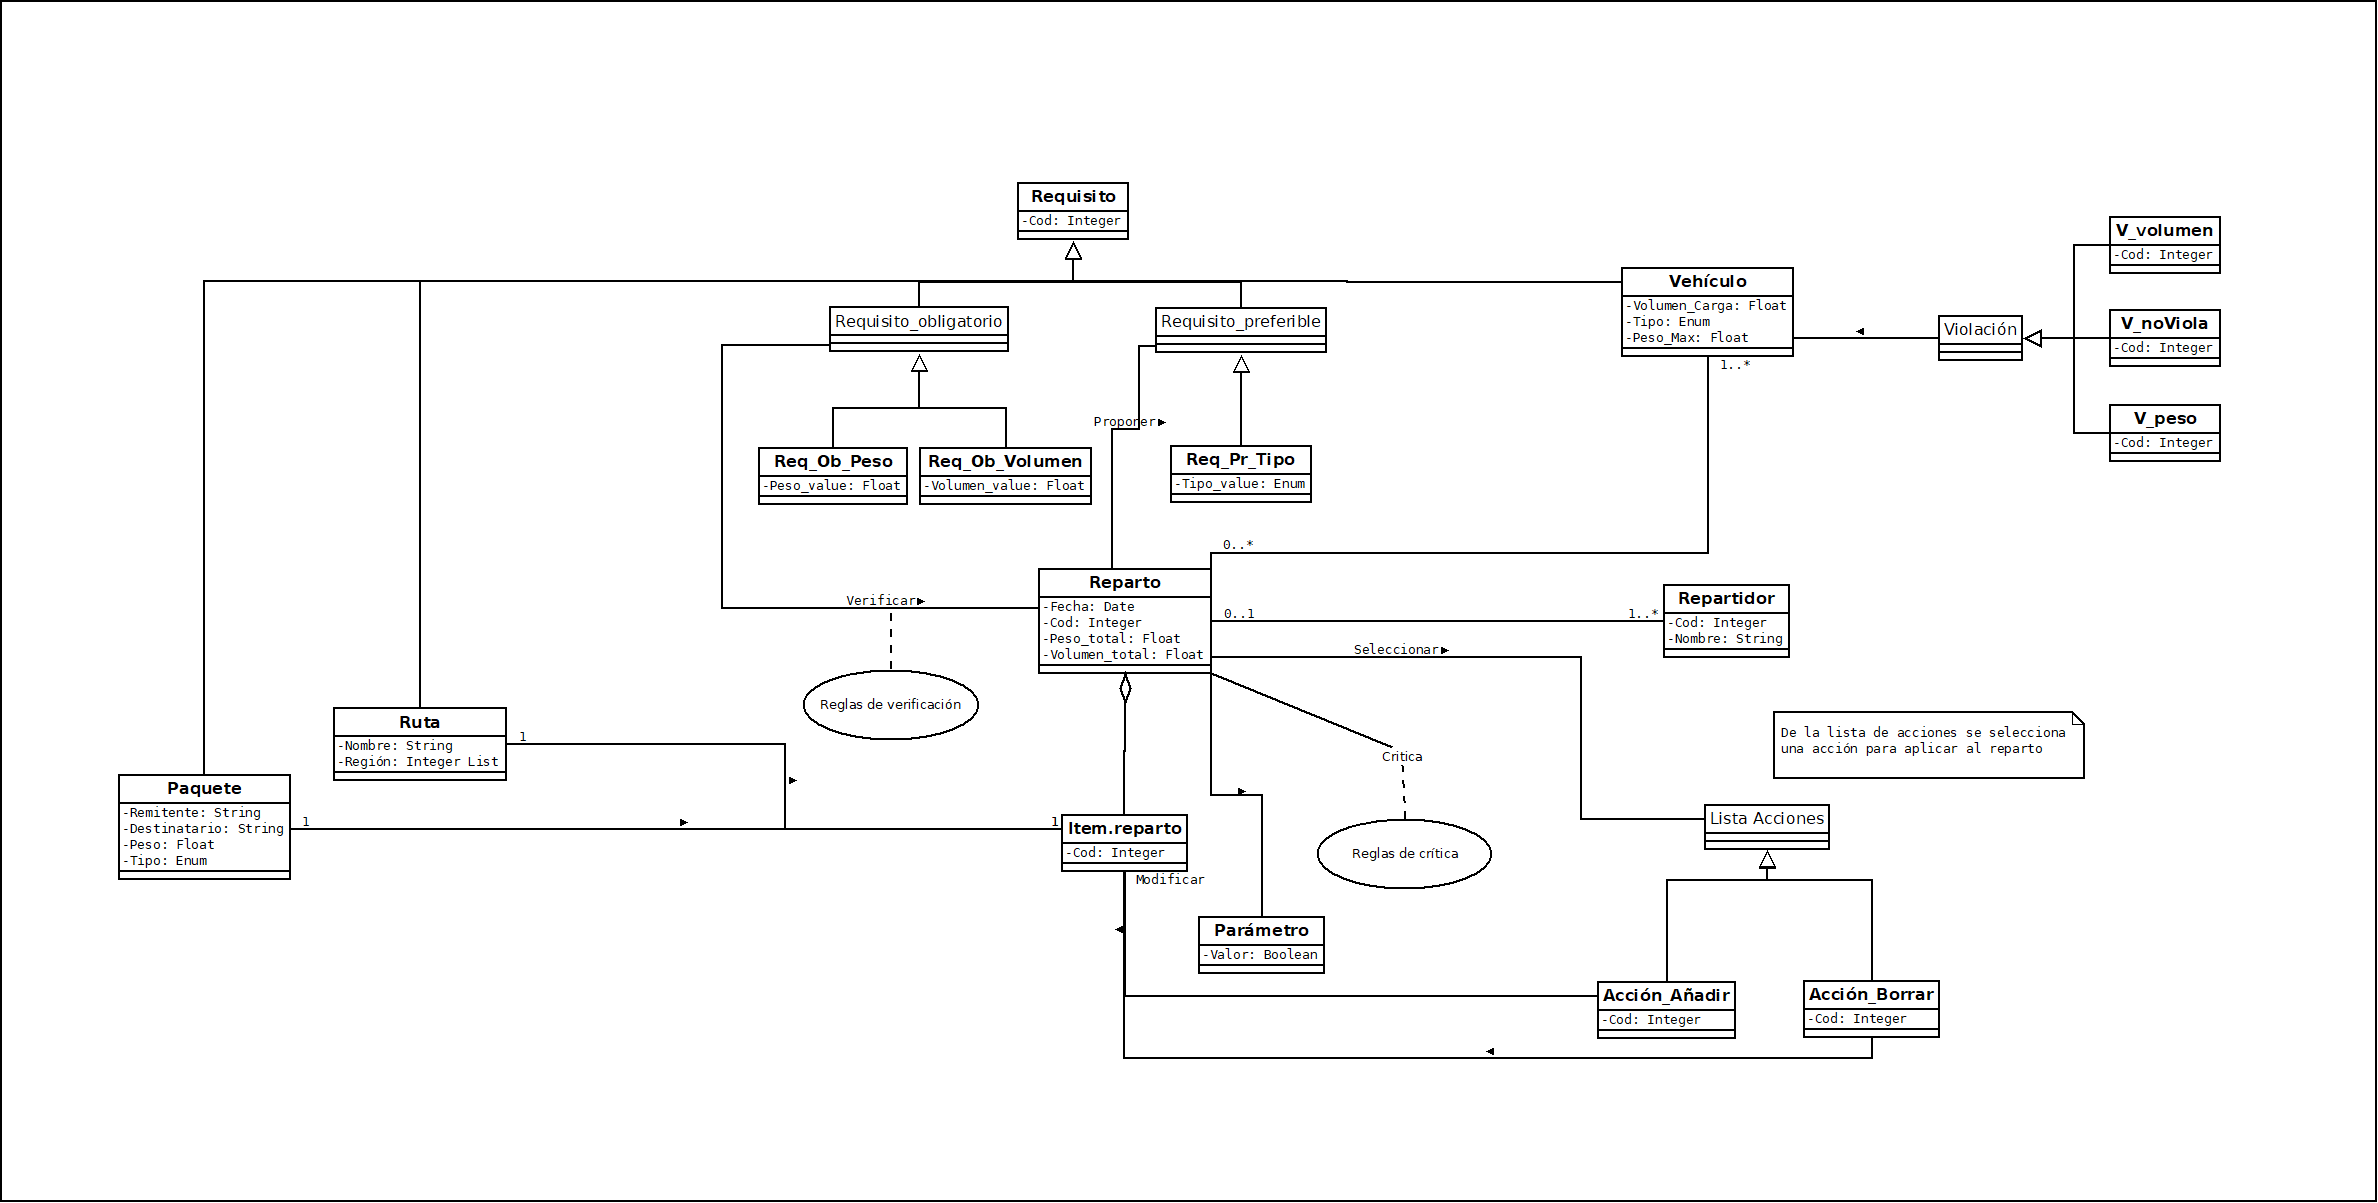 Requisito
-Cod: Integer
V_volumen
-Cod: Integer
Vehículo
-Volumen_Carga: Float
-Tipo: Enum
-Peso_Max: Float
1..*
Requisito_obligatorio
Requisito_preferible
Violación
V_noViola
-Cod: Integer
V_peso
-Cod: Integer
Proponer
Req_Ob_Peso
-Peso_value: Float
Req_Ob_Volumen
-Volumen_value: Float
Req_Pr_Tipo
-Tipo_value: Enum
0..*
Reparto
-Fecha: Date
-Cod: Integer
-Peso_total: Float
-Volumen_total: Float
Verificar
0..1
1..*
Repartidor
-Cod: Integer
-Nombre: String
Seleccionar
Reglas de verificación
Ruta
-Nombre: String
-Región: Integer List
1
De la lista de acciones se selecciona
una acción para aplicar al reparto
Critica
Paquete
-Remitente: String
-Destinatario: String
-Peso: Float
-Tipo: Enum
1
1
Item.reparto
-Cod: Integer
Modificar
Reglas de crítica
Lista Acciones
Parámetro
-Valor: Boolean
Acción_Añadir
-Cod: Integer
Acción_Borrar
-Cod: Integer